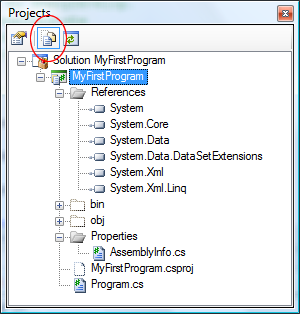 Projects
Solution MyFirstProgram
MyFirstProgram
References
System
System.Core
System.Data
System.Data.DataSetExtensions
System.Xml
System.Xml.Linq
bin
obj
Properties
AssemblyInfo.cs
MyFirstProgram.csproj
Program.cs